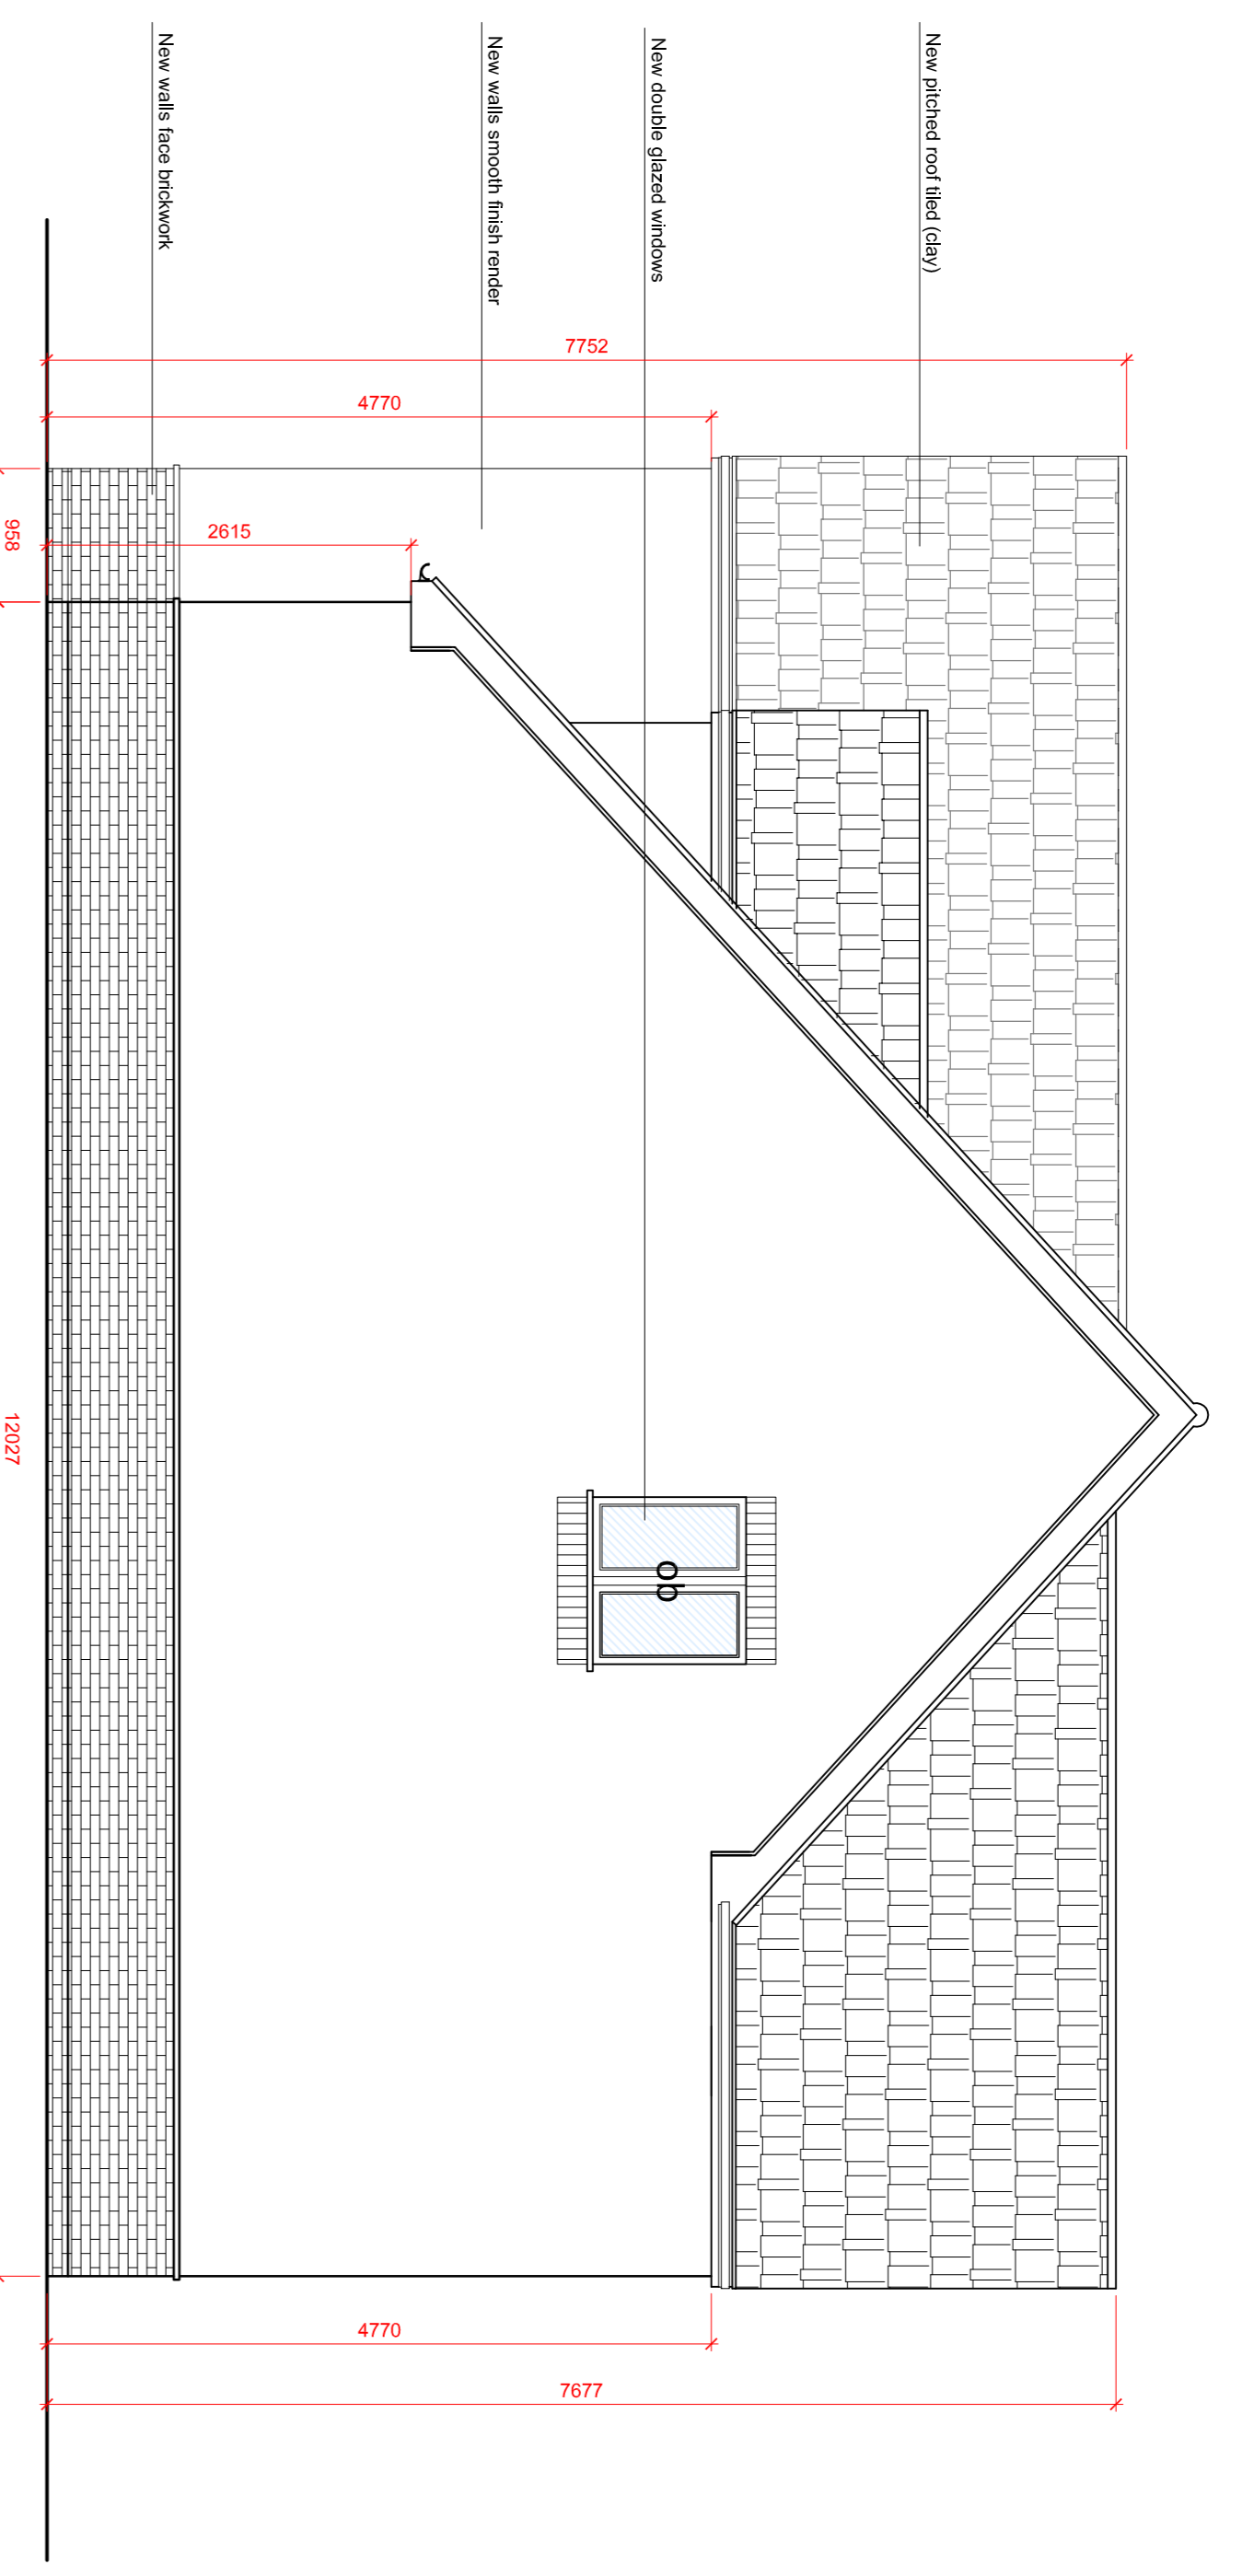 New pitched roof tiled (clay)
New double glazed windows
New walls smooth finish render
New walls face brickwork
7752
4770
2615
958
12027
ob
4770
7677